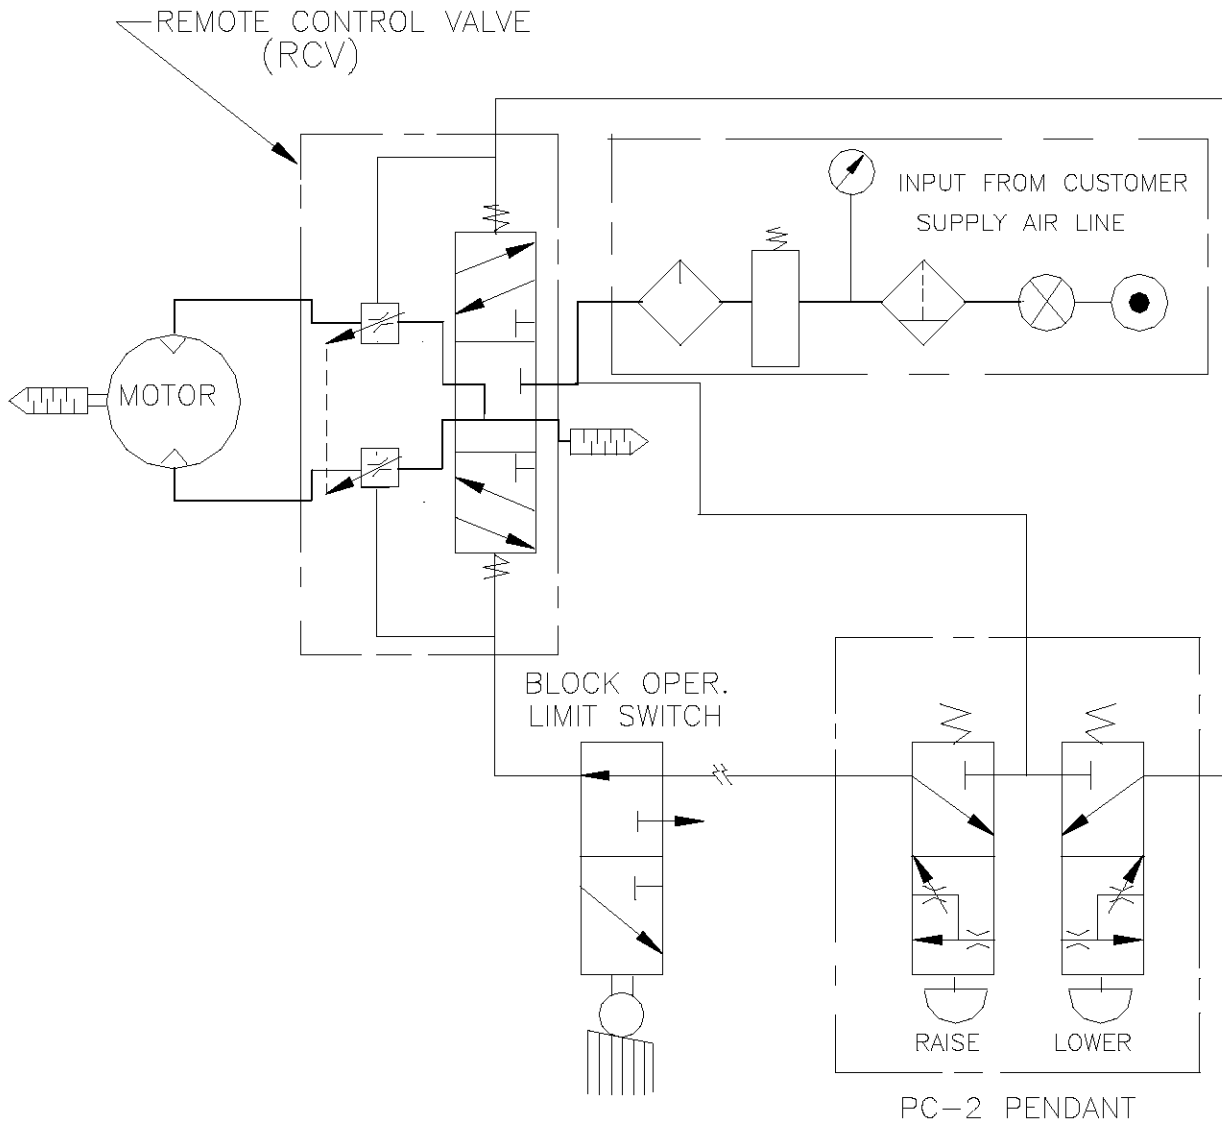 REMOTE CONTROL VALVE
(RCV)
INPUT FROM CUSTOMER
SUPPLY AIR LINE
MOTOR
BLOCK OPER.
LIMIT SWITCH
RAISE
LOWER
PC-2 PENDANT